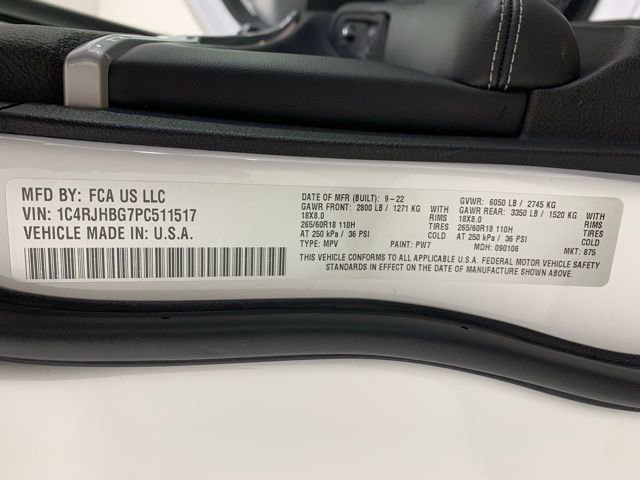 MFD BY: FCA US LLC
VIN: 1C4RJHBG7PC511517
VEHICLE MADE IN: U.S.A.
DATE OF MFR (BUILT): 9-22 GVWR: 6050 LB / 2745 KG
GAWR FRONT: 2800 LB / 1271 KG WITH GAWR REAR: 3350 LB / 1520 KG WITH
18X8.0 RIMS 18X8.0 RIMS
265/60R18 110H TIRES 265/60R18 110H TIRES
AT 250 kPa / 36 PSI COLD AT 250 kPa / 36 PSI COLD
TYPE: MPV PAINT: PW7 MDH: 090106 MKT: 875
THIS VEHICLE CONFORMS TO ALL APPLICABLE U.S.A. FEDERAL MOTOR VEHICLE SAFETY
STANDARDS IN EFFECT ON THE DATE OF MANUFACTURE SHOWN ABOVE.